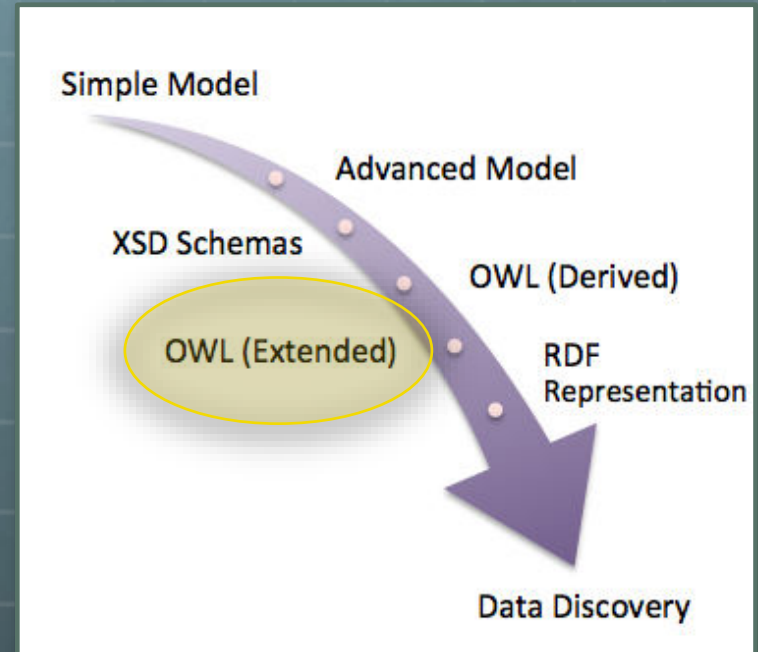 Simple Model
Advanced Model
XSD Schemas
OWL (Derived)
OWL (Extended)
RDF
Representation
Data Discovery